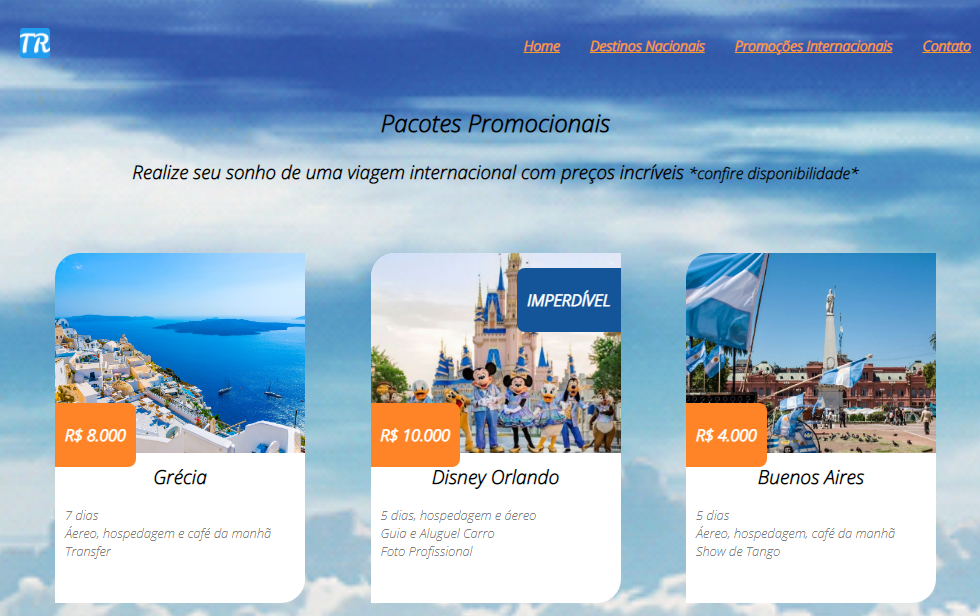 TR
Home Destinos Nacionais Promoções Internacionais Contato
Pacotes Promocionais
Realize seu sonho de uma viagem internacional com preços incríveis *confire disponibilidade*
R$ 8.000
Grécia
7 dias
Áereo, hospedagem e café da manhã
Transfer
IMPERDÍVEL
R$ 10.000
Disney Orlando
5 dias, hospedagem e áereo
Guia e Aluguel Carro
Foto Profissional
R$ 4.000
Buenos Aires
5 dias
Áereo, hospedagem, café da manhã
Show de Tango